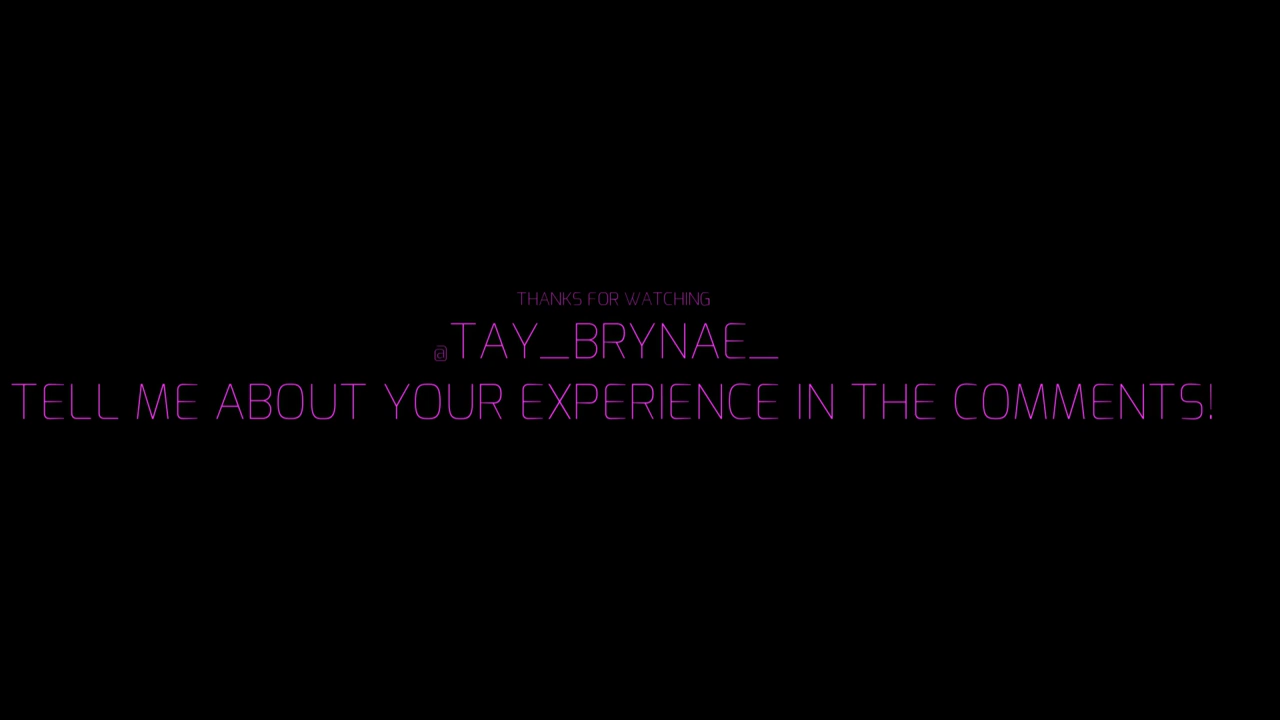 THANKS FOR WATCHING
@TAY_BRYNAE_
TELL ME ABOUT YOUR EXPERIENCE IN THE COMMENTS!